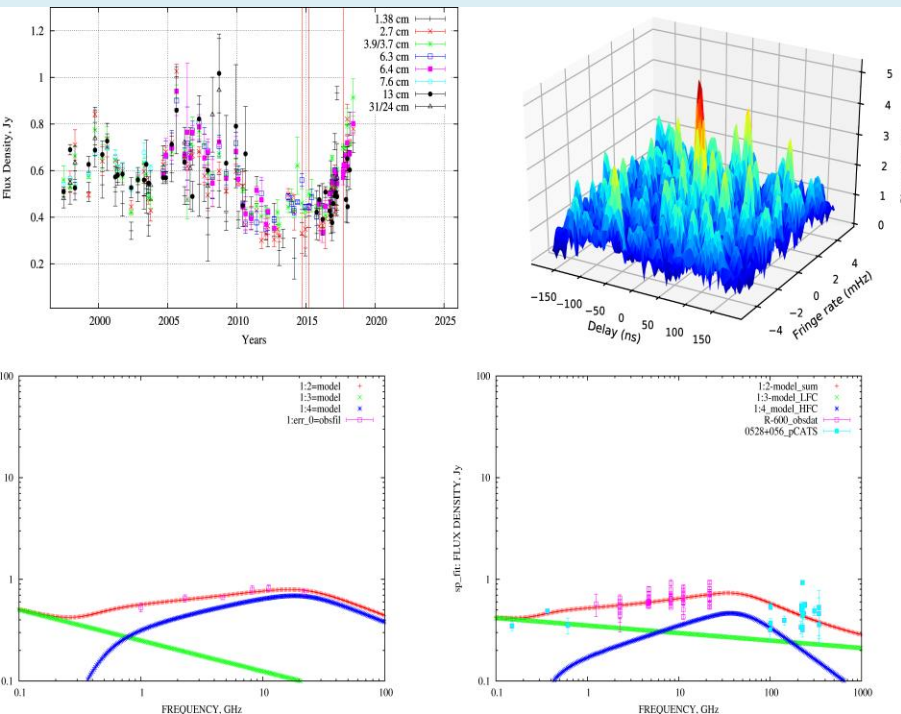 1.38 cm
2.7 cm
3.9/3.7 cm
6.3 cm
6.4 cm
7.6 cm
13 cm
31/24 cm
1.2
1
0.8
0.6
0.4
0.2
Flux Density, Jy
2000
2005
2010
2015
2020
2025
Years
5
4
3
2
1
0
−150
−100
−50
0
50
100
150
Delay (ns)
−4
−2
0
2
4
Fringe rate (mHz)
1:2=model
1:3=model
1:4=model
1:err_0=obsfil
100
10
1
0.1
0.1
1
10
100
FREQUENCY, GHz
1:2-model_sum
1:3-model_LFC
1:4_model_HFC
R-600_obsdat
0528+056_pCATS
100
10
1
0.1
sp_fit: FLUX DENSITY, Jy
0.1
1
10
100
1000
FREQUENCY, GHz